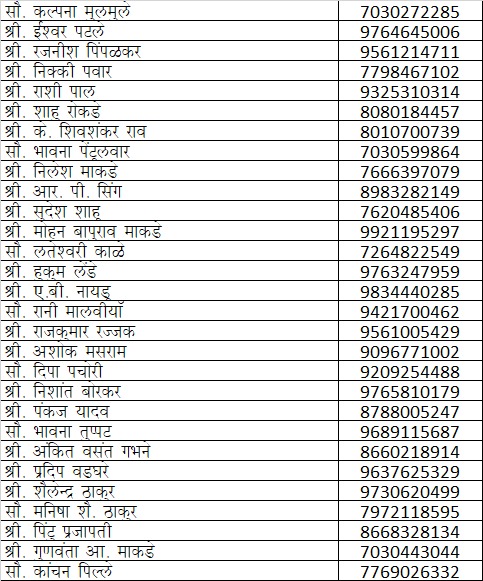 सौ. कल्पना मुलमुले 7030272285
श्री. ईश्वर पटले 9764645006
श्री. रजनीश पिंपळकर 9561214711
श्री. निक्की पवार 7798467102
श्री. राशी पाल 9325310314
श्री. शाहु रोकडे 8080184457
श्री. के. शिवशंकर राव 8010700739
सौ. भावना पेंटलवार 7030599864
श्री. निलेश माकडे 7666397079
श्री. आर. पी. सिंग 8983282149
श्री. सुदेश शाहू 7620485406
श्री. मोहन बापुराव माकडे 9921195297
सौ. लतेश्वरी काळे 7264822549
श्री. हुकूम लेंडे 9763247959
श्री. ए.बी. नायडू 9834440285
सौ. रानी मालवीयॉ 9421700462
श्री. राजकुमार रज्जक 9561005429
श्री. अशोक मसराम 9096771002
सौ. दिपा पचोरी 9209254488
श्री. निशांत बोरकर 9765810179
श्री. पंकज यादव 8788005247
सौ. भावना तुप्पट 9689115687
श्री. अंकित वसंत गभने 8660218914
श्री. प्रदिप वडघरे 9637625329
श्री. शैलेन्द्र ठाकुर 9730620499
सौ. मनिषा शै. ठाकुर 7972118595
श्री. पिंटू प्रजापती 8668328134
श्री. गुणवंता आ. माकडे 7030443044
सौ. कांचन पिल्ले 7769026332